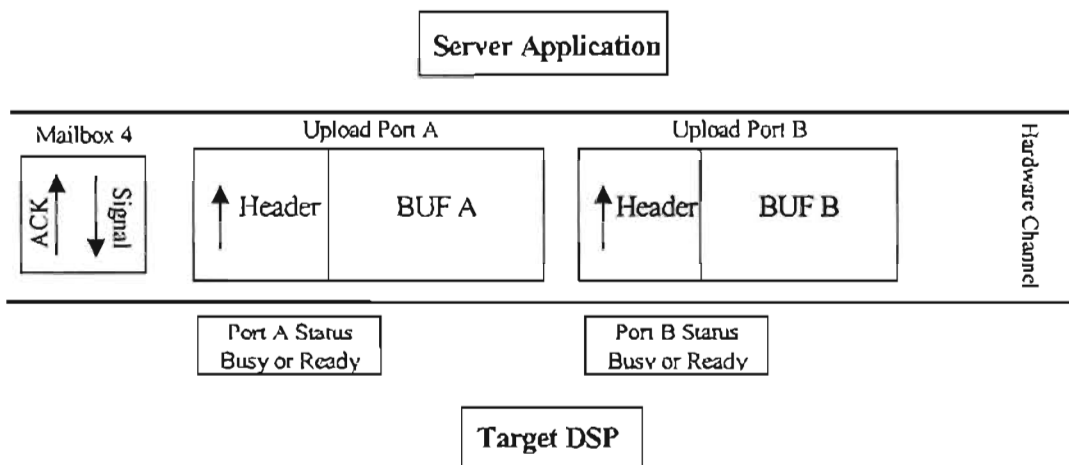 Server Application
Mailbox 4
Upload Port A
Upload Port B
ACK
Signal
Header
BUF A
Header
BUF B
Hardware Channel
Port A Status
Busy or Ready
Port B Status
Busy or Ready
Target DSP